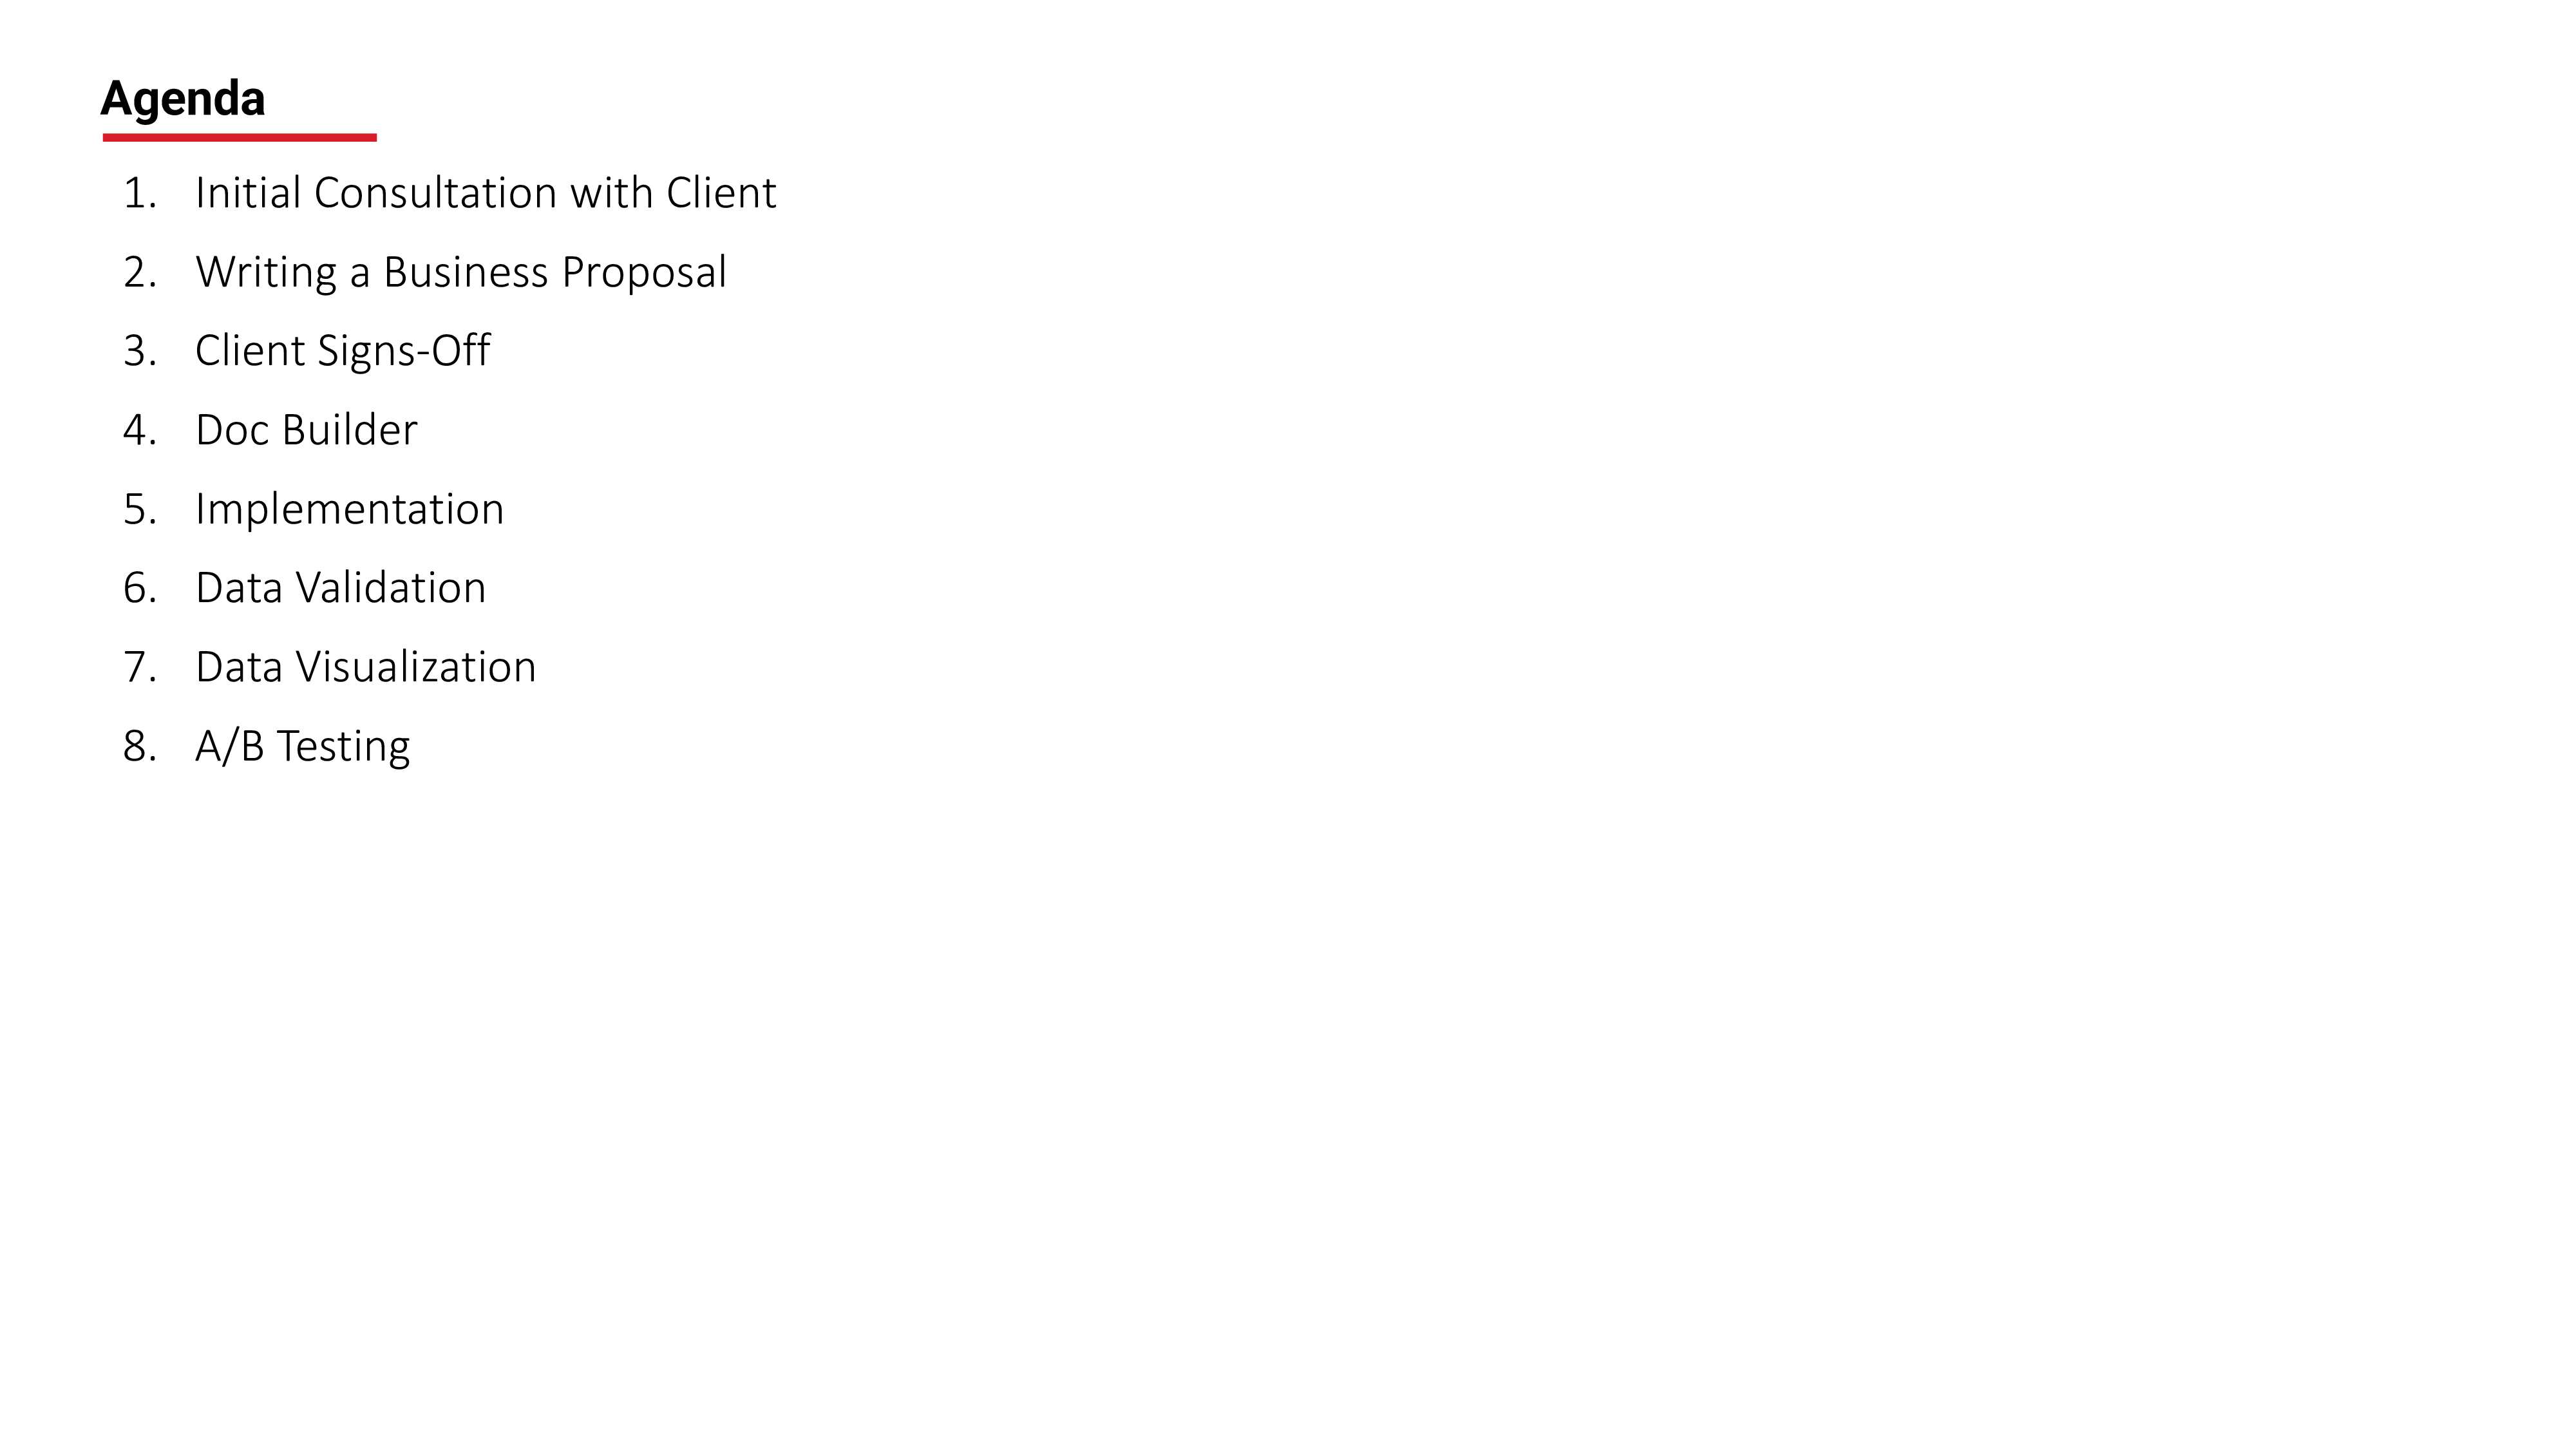 Agenda
1. Initial Consultation with Client
2. Writing a Business Proposal
3. Client Signs-Off
4. Doc Builder
5. Implementation
6. Data Validation
7. Data Visualization
8. A/B Testing